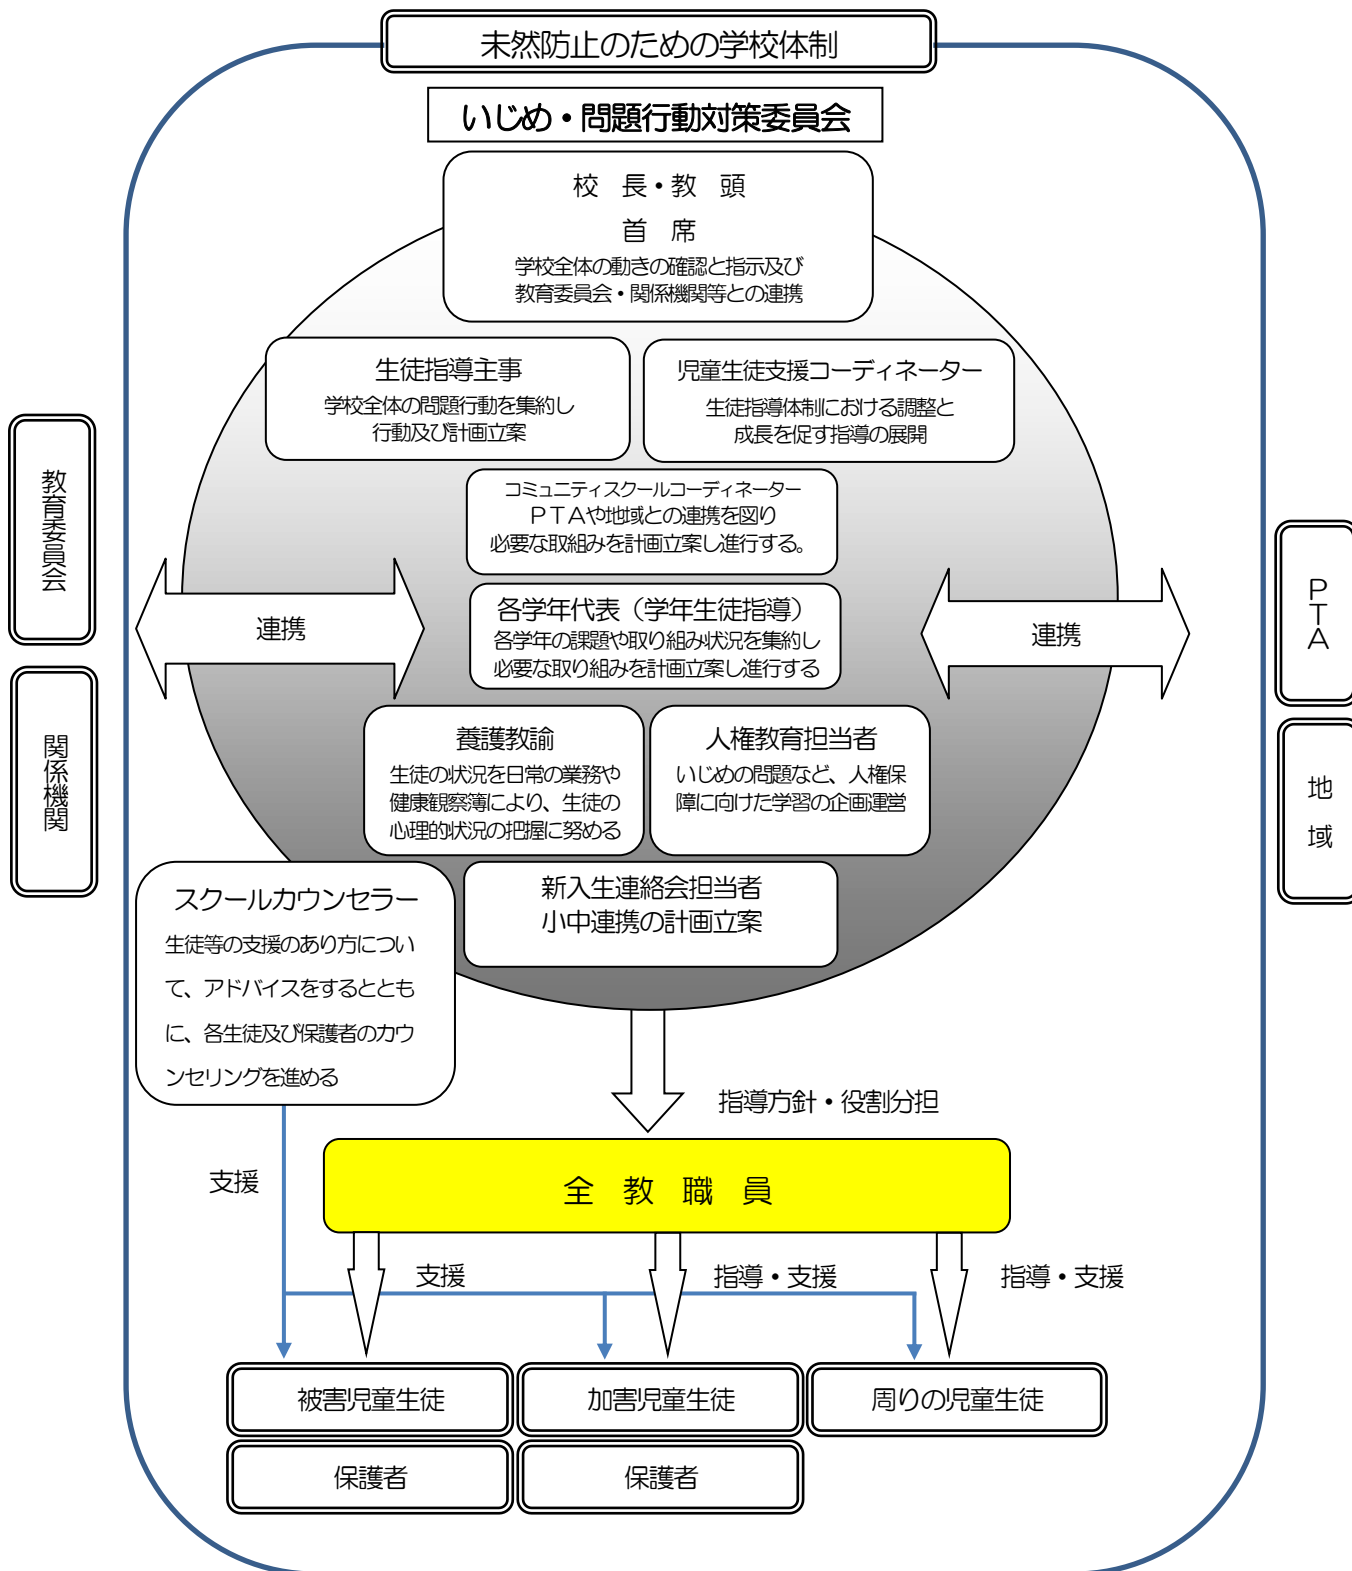 未然防止のための学校体制
いじめ・問題行動対策委員会
校　長・教　頭
首　席
学校全体の動きの確認と指示及び
教育委員会・関係機関等との連携
生徒指導主事
学校全体の問題行動を集約し
行動及び計画立案
児童生徒支援コーディネーター
生徒指導体制における調整と
成長を促す指導の展開
コミュニティスクールコーディネーター
ＰＴＡや地域との連携を図り
必要な取組みを計画立案し進行する。
教育委員会
関係機関
連携
各学年代表（学年生徒指導）
各学年の課題や取り組み状況を集約し
必要な取り組みを計画立案し進行する
連携
ＰＴＡ
地　域
養護教諭
生徒の状況を日常の業務や
健康観察簿により、生徒の
心理的状況の把握に努める
人権教育担当者
いじめの問題など、人権保
障に向けた学習の企画運営
新入生連絡会担当者
小中連携の計画立案
スクールカウンセラー
生徒等の支援のあり方につい
て、アドバイスをするととも
に、各生徒及び保護者のカウ
ンセリングを進める
指導方針・役割分担
支援
全　教　職　員
支援
指導・支援
指導・支援
被害児童生徒
加害児童生徒
周りの児童生徒
保護者
保護者